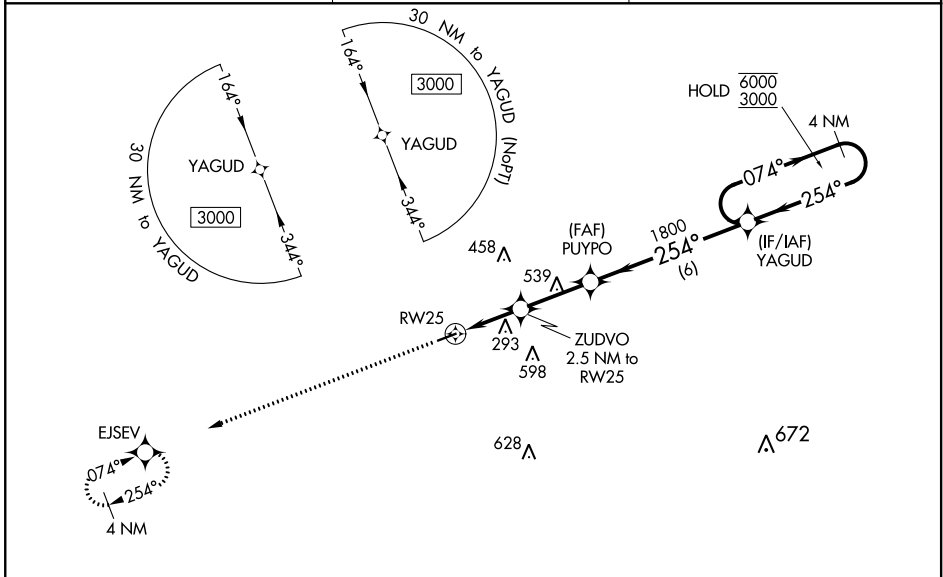 30 NM to YAGUD (NoPT)
164°
3000
YAGUD
344°
164°
YAGUD
3000
344°
30 NM to YAGUD
HOLD 6000
3000
4 NM
074°
254°
(IF/IAF)
YAGUD
1800
254°
(6)
(FAF)
PUYPO
458
539
RW25
293
598
ZUDVO
2.5 NM to
RW25
628
672
EJSEV
074°
254°
4 NM